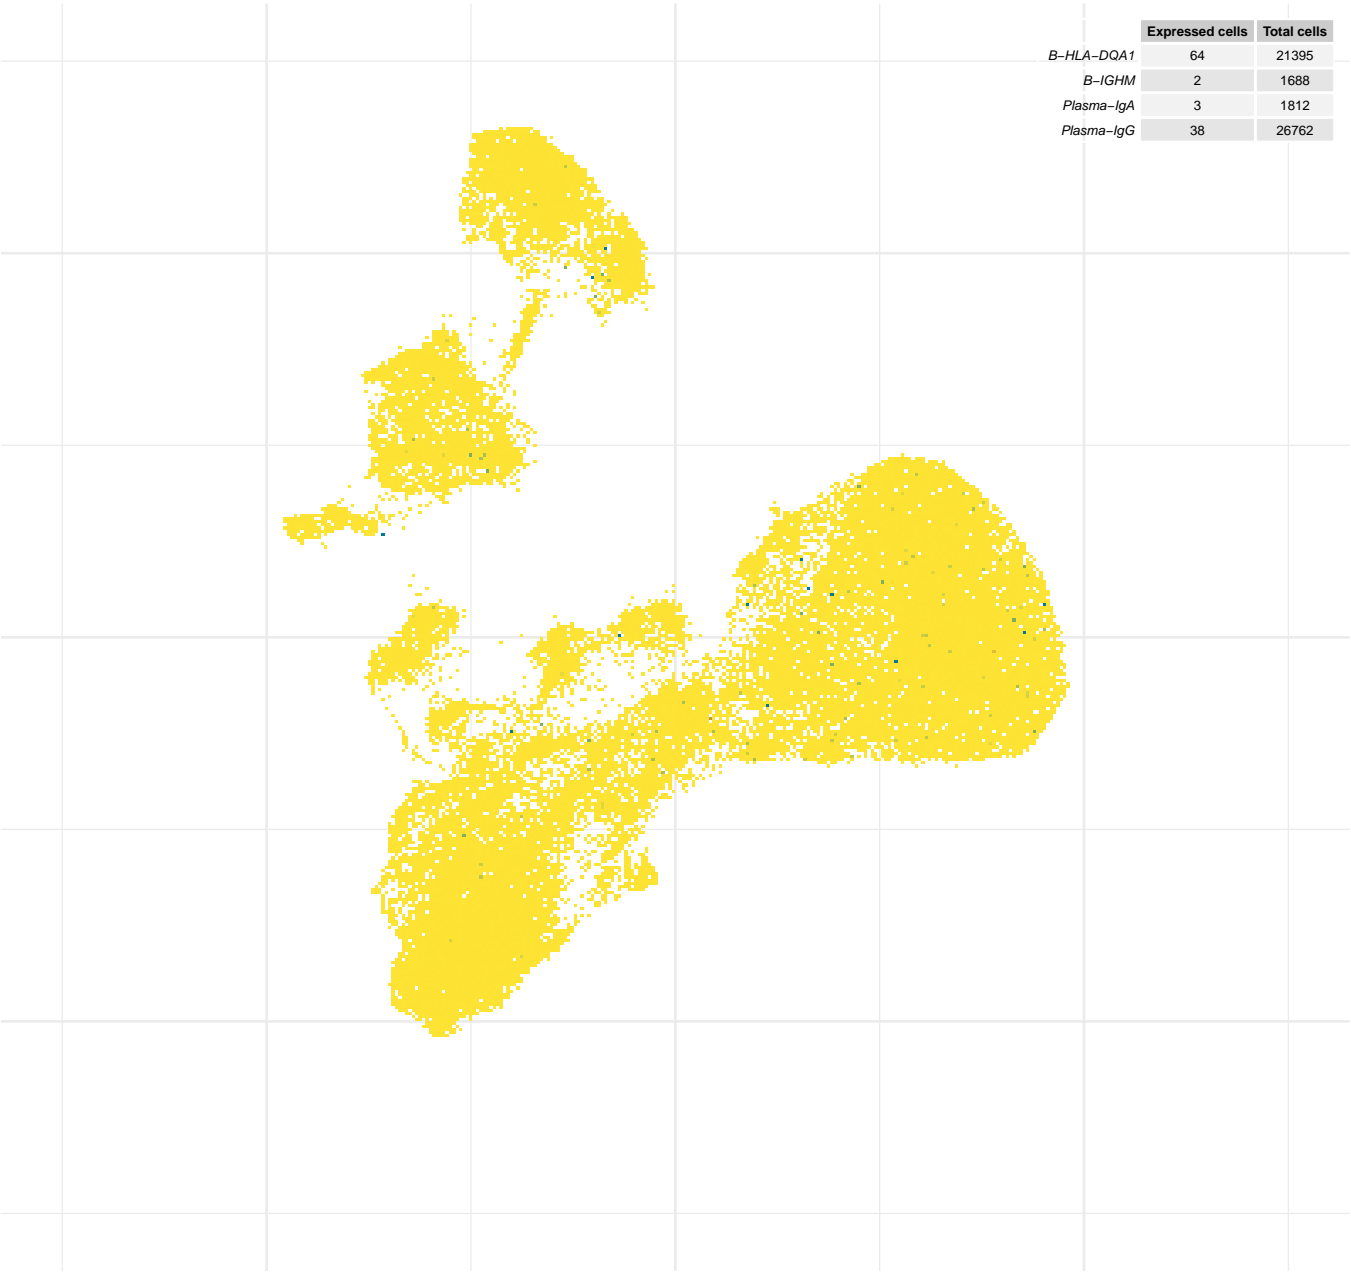 Expressed cells Total cells
B−HLA−DQA1 64 21395
B−IGHM 2 1688
Plasma−IgA 3 1812
Plasma−IgG 38 26762